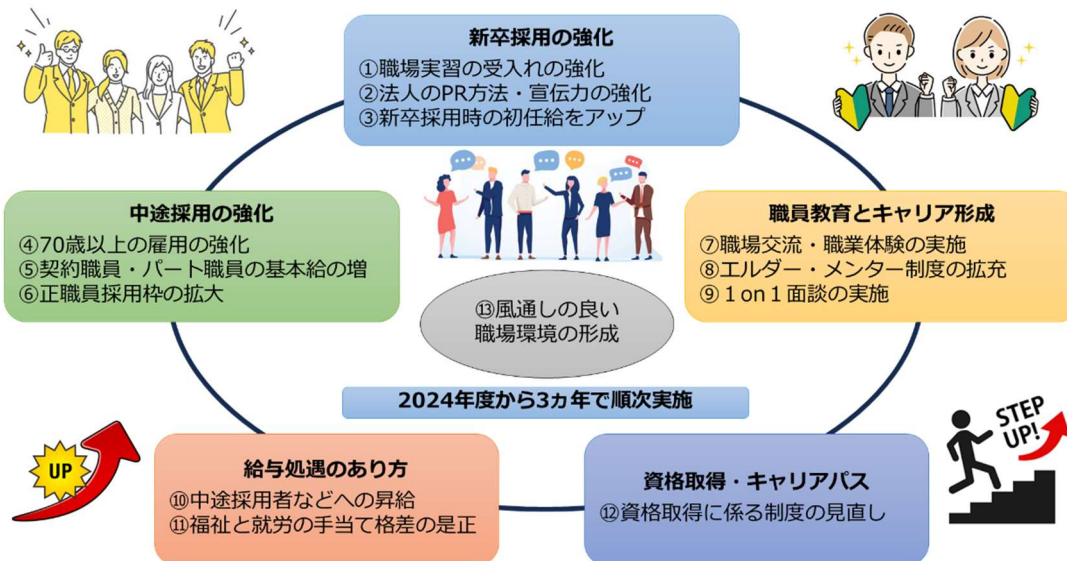 新卒採用の強化
①職場実習の受入れの強化
②法人のPR方法・宣伝力の強化
③新卒採用時の初任給をアップ
中途採用の強化
④70歳以上の雇用の強化
⑤契約職員・パート職員の基本給の増
⑥正職員採用枠の拡大
職員教育とキャリア形成
⑦職場交流・職業体験の実施
⑧エルダー・メンター制度の拡充
⑨１on１面談の実施
⑬風通しの良い
職場環境の形成
2024年度から3ヵ年で順次実施
UP
給与処遇のあり方
⑩中途採用者などへの昇給
⑪福祉と就労の手当て格差の是正
資格取得・キャリアパス
⑫資格取得に係る制度の見直し
STEP
UP!